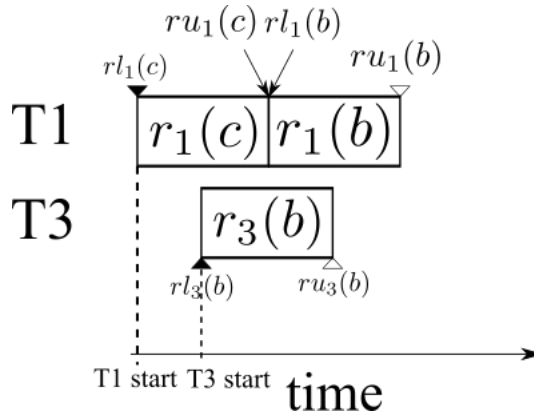 ru₁(c) rl₁(b)
rl₁(c) ru₁(b)
T1 r₁(c) r₁(b)
T3 r₃(b)
rl₃(b) ru₃(b)
T1 start T3 start time